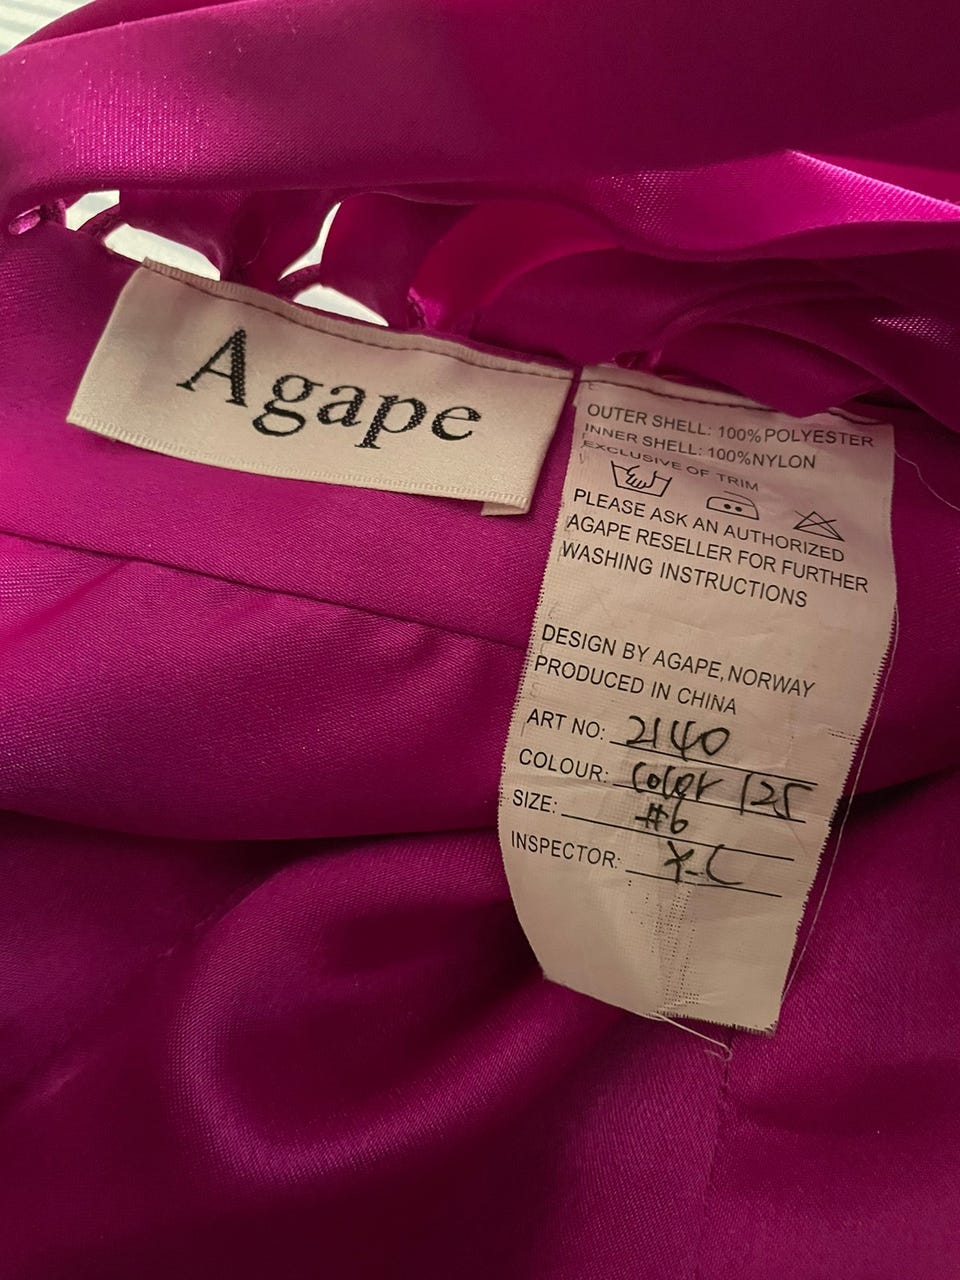 Agape
OUTER SHELL: 100% POLYESTER
INNER SHELL: 100%NYLON
EXCLUSIVE OF TRIM
PLEASE ASK AN AUTHORIZED
AGAPE RESELLER FOR FURTHER
WASHING INSTRUCTIONS
DESIGN BY AGAPE, NORWAY
PRODUCED IN CHINA
ART NO: 2140
COLOUR: Color 125
SIZE: #6
INSPECTOR: X-C